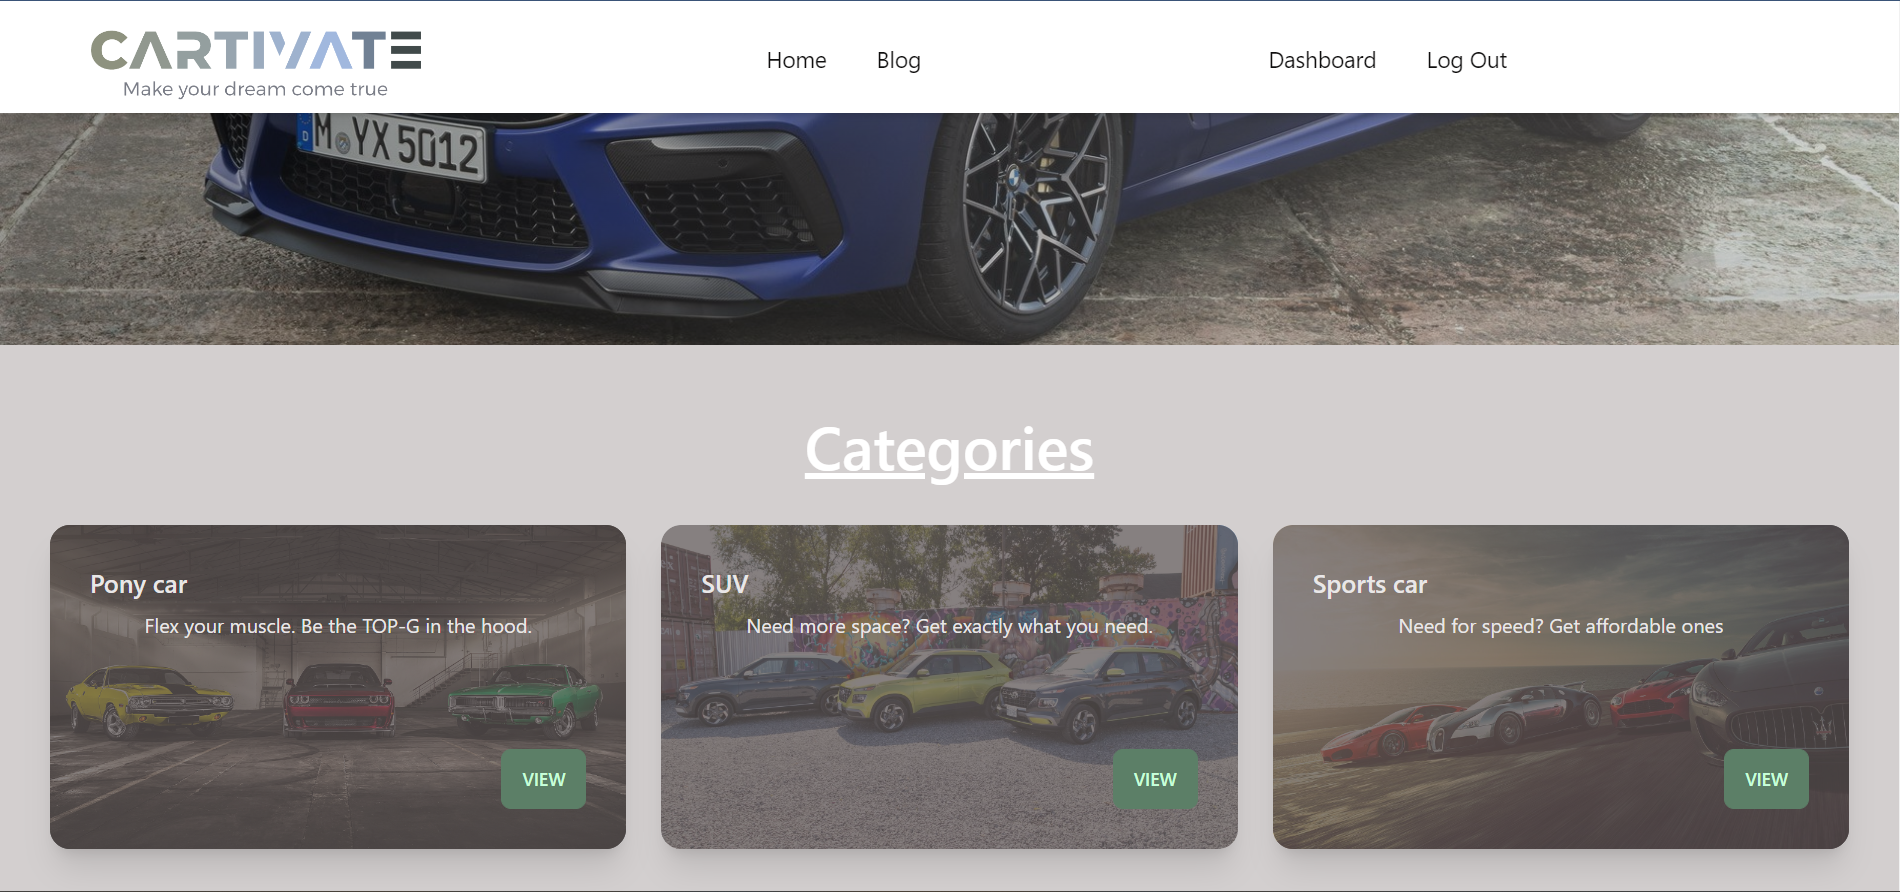 CARTIVATE
Make your dream come true
Home
Blog
Dashboard
Log Out
D
M YX 5012
Categories
Pony car
Flex your muscle. Be the TOP-G in the hood.
VIEW
SUV
Need more space? Get exactly what you need.
VIEW
Sports car
Need for speed? Get affordable ones
VIEW